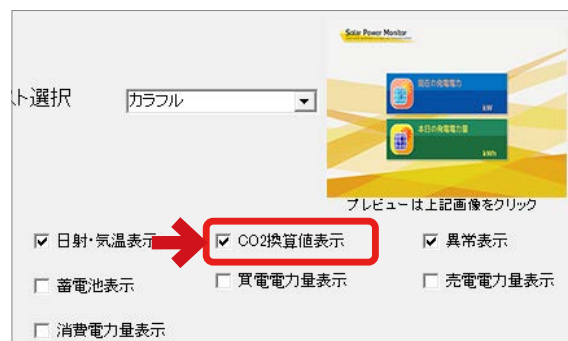 Solar Power Monitor
現在の発電電力
kW
スト選択
カラフル
本日の発電電力量
kWh
プレビューは上記画像をクリック
日射・気温表示
CO2換算値表示
異常表示
蓄電池表示
買電電力量表示
売電電力量表示
消費電力量表示